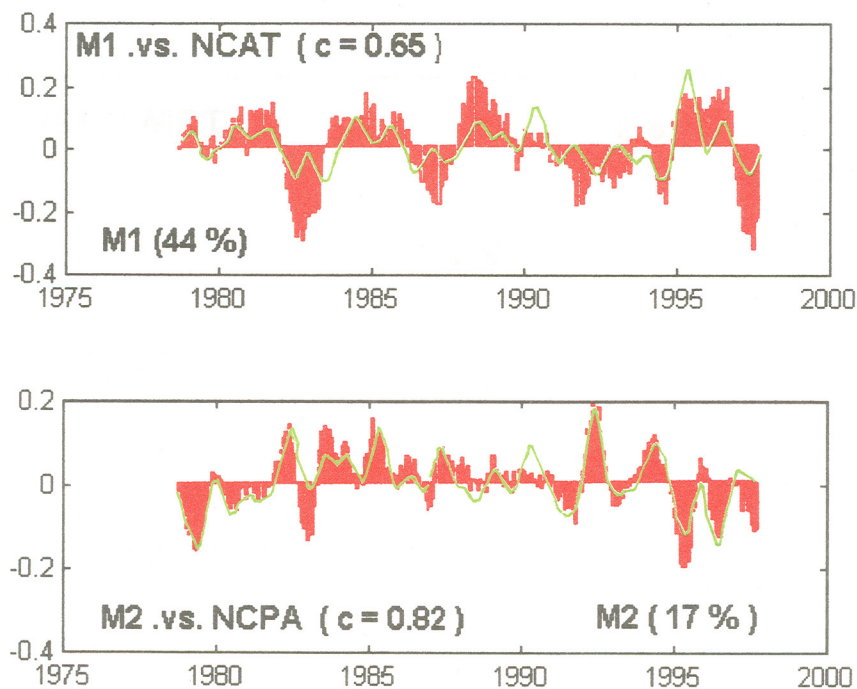 0.4
M1 .vs. NCAT ( c = 0.65 )
0.2
0
-0.2
M1 (44 %)
-0.4
1975 1980 1985 1990 1995 2000
0.2
0
-0.2
M2 .vs. NCPA ( c = 0.82 ) M2 ( 17 % )
-0.4
1975 1980 1985 1990 1995 2000